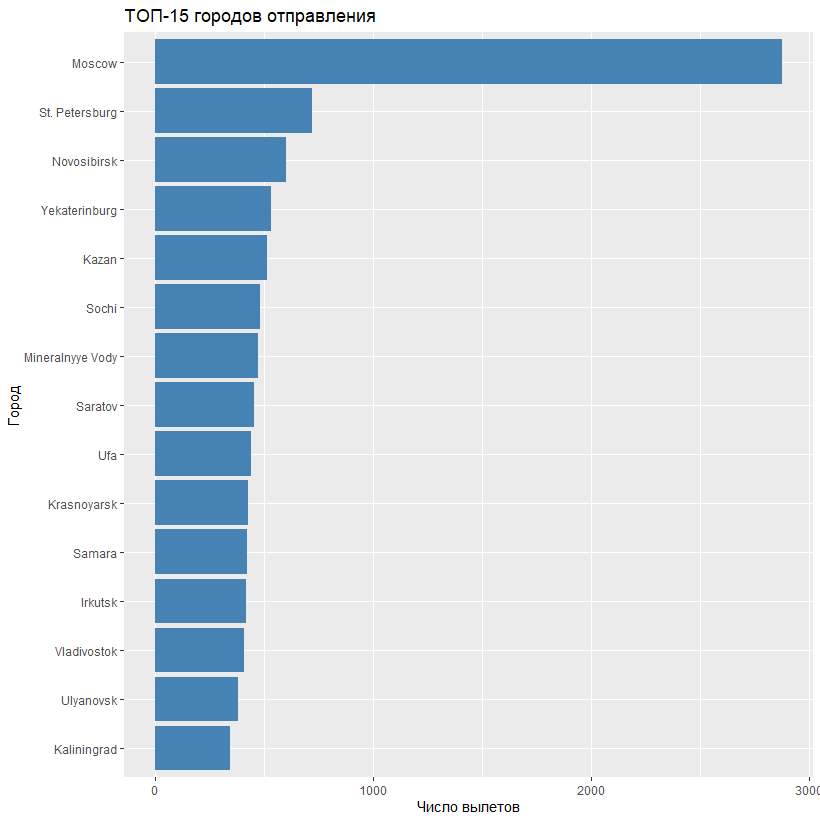 ТОП-15 городов отправления
Город
Moscow
St. Petersburg
Novosibirsk
Yekaterinburg
Kazan
Sochi
Mineralnyye Vody
Saratov
Ufa
Krasnoyarsk
Samara
Irkutsk
Vladivostok
Ulyanovsk
Kaliningrad
0 1000 2000 3000
Число вылетов